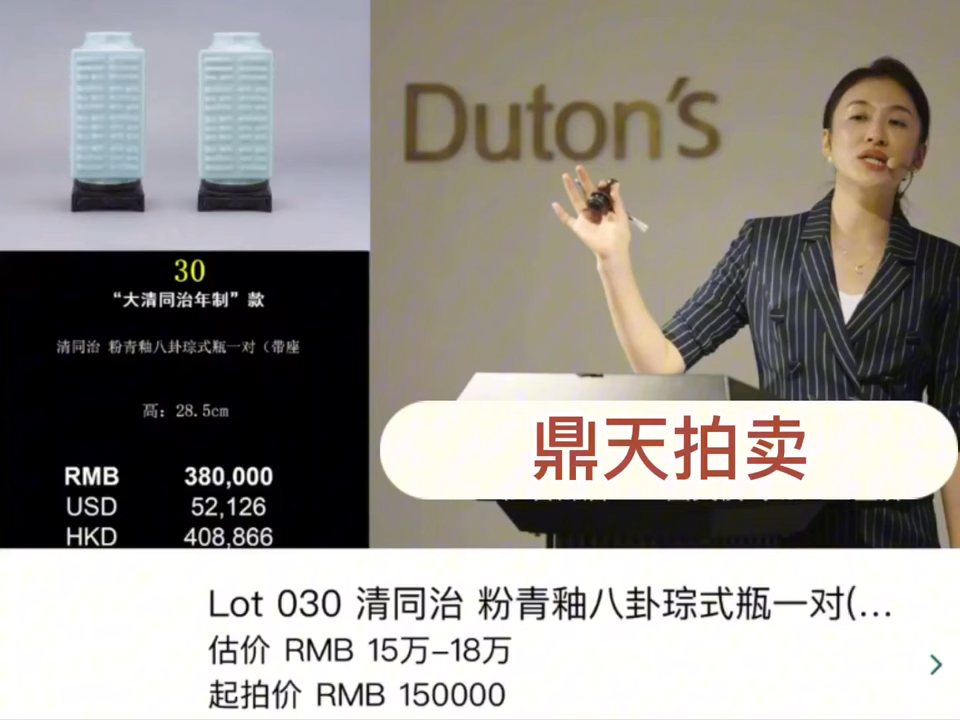 Duton's
30
“大清同治年制”款
清同治 粉青釉八卦琮式瓶一对（带座
高：28.5cm
RMB 380,000
USD 52,126
HKD 408,866
鼎天拍卖
Lot 030 清同治 粉青釉八卦琮式瓶一对(...
估价 RMB 15万-18万
起拍价 RMB 150000